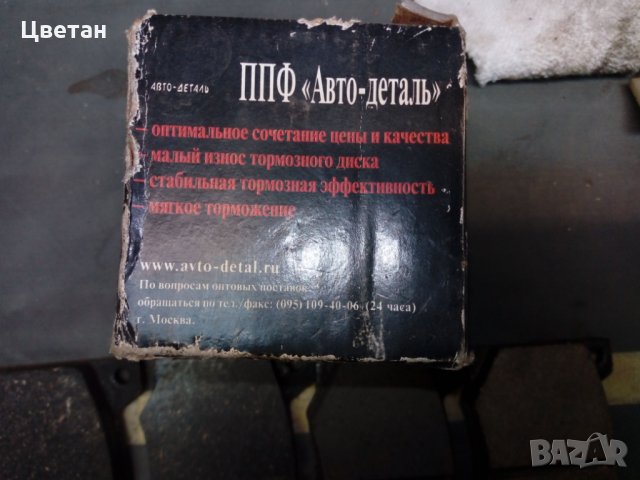 Цветан
АВТО-ДЕТАЛЬ
ППФ «Авто-деталь»
– оптимальное сочетание цены и качества
– малый износ тормозного диска
– стабильная тормозная эффективность
– мягкое торможение
www.avto-detal.ru
По вопросам оптовых поставок
обращаться по тел./факс: (095) 109-40-06 (24 часа)
г. Москва.
BAZAR